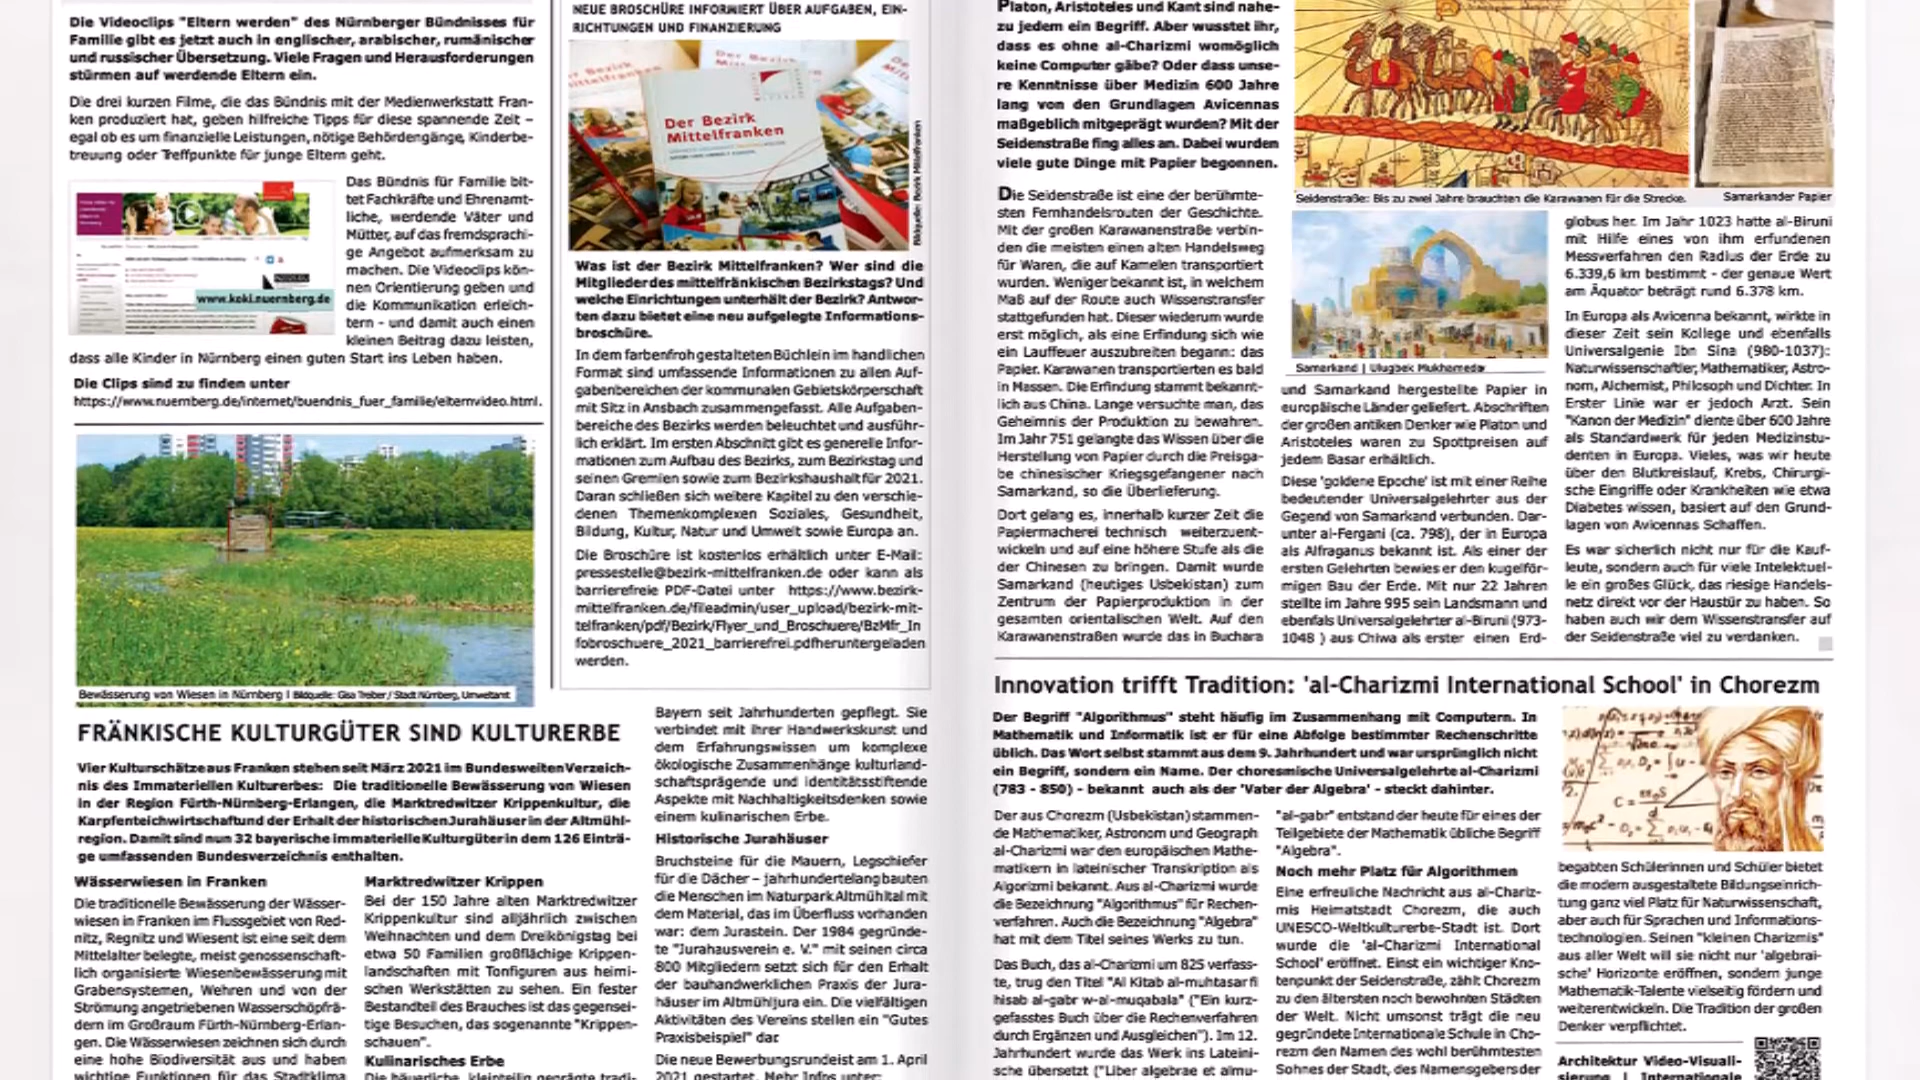 Die Videoclips "Eltern werden" des Nürnberger Bündnisses für
Familie gibt es jetzt auch in englischer, arabischer, rumänischer
und russischer Übersetzung. Viele Fragen und Herausforderungen
stürmen auf werdende Eltern ein.
Die drei kurzen Filme, die das Bündnis mit der Medienwerkstatt Fran-
ken produziert hat, geben hilfreiche Tipps für diese spannende Zeit –
egal ob es um finanzielle Leistungen, nötige Behördengänge, Kinderbe-
treuung oder Treffpunkte für junge Eltern geht.
Das Bündnis für Familie bit-
tet Fachkräfte und Ehrenamt-
liche, werdende Väter und
Mütter, auf das fremdsprachi-
ge Angebot aufmerksam zu
machen. Die Videoclips kön-
nen Orientierung geben und
die Kommunikation erleich-
tern - und damit auch einen
kleinen Beitrag dazu leisten,
dass alle Kinder in Nürnberg einen guten Start ins Leben haben.
www.koki.nuernberg.de
Die Clips sind zu finden unter
https://www.nuernberg.de/internet/buendnis_fuer_familie/elternvideo.html.
Bewässerung von Wiesen in Nürnberg I Bildquelle: Gisa Treiber / Stadt Nürnberg, Umweltamt
NEUE BROSCHÜRE INFORMIERT ÜBER AUFGABEN, EIN-
RICHTUNGEN UND FINANZIERUNG
Der Bezirk
Mittelfranken
Bildquelle: Bezirk Mittelfranken
Was ist der Bezirk Mittelfranken? Wer sind die
Mitglieder des mittelfränkischen Bezirkstags? Und
welche Einrichtungen unterhält der Bezirk? Antwor-
ten dazu bietet eine neu aufgelegte Informations-
broschüre.
In dem farbenfroh gestalteten Büchlein im handlichen
Format sind umfassende Informationen zu allen Auf-
gabenbereichen der kommunalen Gebietskörperschaft
mit Sitz in Ansbach zusammengefasst. Alle Aufgaben-
bereiche des Bezirks werden beleuchtet und ausführ-
lich erklärt. Im ersten Abschnitt gibt es generelle Infor-
mationen zum Aufbau des Bezirks, zum Bezirkstag und
seinen Gremien sowie zum Bezirkshaushalt für 2021.
Daran schließen sich weitere Kapitel zu den verschie-
denen Themenkomplexen Soziales, Gesundheit,
Bildung, Kultur, Natur und Umwelt sowie Europa an.
Die Broschüre ist kostenlos erhältlich unter E-Mail:
pressestelle@bezirk-mittelfranken.de oder kann als
barrierefreie PDF-Datei unter https://www.bezirk-
mittelfranken.de/fileadmin/user_upload/bezirk-mit-
telfranken/pdf/Bezirk/Flyer_und_Broschuere/BzMfr_In
fobroschuere_2021_barrierefrei.pdfheruntergeladen
werden.
FRÄNKISCHE KULTURGÜTER SIND KULTURERBE
Vier Kulturschätze aus Franken stehen seit März 2021 im Bundesweiten Verzeich-
nis des Immateriellen Kulturerbes: Die traditionelle Bewässerung von Wiesen
in der Region Fürth-Nürnberg-Erlangen, die Marktredwitzer Krippenkultur, die
Karpfenteichwirtschaft und der Erhalt der historischen Jurahäuser in der Altmühl-
region. Damit sind nun 32 bayerische immaterielle Kulturgüter in dem 126 Einträ-
ge umfassenden Bundesverzeichnis enthalten.
Wässerwiesen in Franken
Die traditionelle Bewässerung der Wässer-
wiesen in Franken im Flussgebiet von Red-
nitz, Regnitz und Wiesent ist eine seit dem
Mittelalter belegte, meist genossenschaft-
lich organisierte Wiesenbewässerung mit
Grabensystemen, Wehren und von der
Strömung angetriebenen Wasserschöpfrä-
dern im Großraum Fürth-Nürnberg-Erlan-
gen. Die Wässerwiesen zeichnen sich durch
eine hohe Biodiversität aus und haben
wichtige Funktionen für das Stadtklima
Marktredwitzer Krippen
Bei der 150 Jahre alten Marktredwitzer
Krippenkultur sind alljährlich zwischen
Weihnachten und dem Dreikönigstag bei
etwa 50 Familien großflächige Krippen-
landschaften mit Tonfiguren aus heimi-
schen Werkstätten zu sehen. Ein fester
Bestandteil des Brauches ist das gegensei-
tige Besuchen, das sogenannte "Krippen-
schauen".
Kulinarisches Erbe
Die bäuerliche, kleinteilig geprägte tradi-
Bayern seit Jahrhunderten gepflegt. Sie
verbindet mit ihrer Handwerkskunst und
dem Erfahrungswissen um komplexe
ökologische Zusammenhänge kulturland-
schaftsprägende und identitätsstiftende
Aspekte mit Nachhaltigkeitsdenken sowie
einem kulinarischen Erbe.
Historische Jurahäuser
Bruchsteine für die Mauern, Legschiefer
für die Dächer – jahrhundertelang bauten
die Menschen im Naturpark Altmühltal mit
dem Material, das im Überfluss vorhanden
war: dem Jurastein. Der 1984 gegründe-
te "Jurahausverein e. V." mit seinen circa
800 Mitgliedern setzt sich für den Erhalt
der bauhandwerklichen Praxis der Jura-
häuser im Altmühljura ein. Die vielfältigen
Aktivitäten des Vereins stellen ein "Gutes
Praxisbeispiel" dar.
Die neue Bewerbungsrunde ist am 1. April
2021 gestartet. Mehr Infos unter:
Platon, Aristoteles und Kant sind nahe-
zu jedem ein Begriff. Aber wusstet ihr,
dass es ohne al-Charizmi womöglich
keine Computer gäbe? Oder dass unse-
re Kenntnisse über Medizin 600 Jahre
lang von den Grundlagen Avicennas
maßgeblich mitgeprägt wurden? Mit der
Seidenstraße fing alles an. Dabei wurden
viele gute Dinge mit Papier begonnen.
Die Seidenstraße ist eine der berühmte-
sten Fernhandelsrouten der Geschichte.
Mit der großen Karawanenstraße verbin-
den die meisten einen alten Handelsweg
für Waren, die auf Kamelen transportiert
wurden. Weniger bekannt ist, in welchem
Maß auf der Route auch Wissenstransfer
stattgefunden hat. Dieser wiederum wurde
erst möglich, als eine Erfindung sich wie
ein Lauffeuer auszubreiten begann: das
Papier. Karawanen transportierten es bald
in Massen. Die Erfindung stammt bekannt-
lich aus China. Lange versuchte man, das
Geheimnis der Produktion zu bewahren.
Im Jahr 751 gelangte das Wissen über die
Herstellung von Papier durch die Preisga-
be chinesischer Kriegsgefangener nach
Samarkand, so die Überlieferung.
Dort gelang es, innerhalb kurzer Zeit die
Papiermacherei technisch weiterzuent-
wickeln und auf eine höhere Stufe als die
der Chinesen zu bringen. Damit wurde
Samarkand (heutiges Usbekistan) zum
Zentrum der Papierproduktion in der
gesamten orientalischen Welt. Auf den
Karawanenstraßen wurde das in Buchara
Seidenstraße: Bis zu zwei Jahre brauchten die Karawanen für die Strecke.
Samarkander Papier
Samarkand | Ulugbek Mukhamedov
und Samarkand hergestellte Papier in
europäische Länder geliefert. Abschriften
der großen antiken Denker wie Platon und
Aristoteles waren zu Spottpreisen auf
jedem Basar erhältlich.
Diese 'goldene Epoche' ist mit einer Reihe
bedeutender Universalgelehrter aus der
Gegend von Samarkand verbunden. Dar-
unter al-Fergani (ca. 798), der in Europa
als Alfraganus bekannt ist. Als einer der
ersten Gelehrten bewies er den kugelför-
migen Bau der Erde. Mit nur 22 Jahren
stellte im Jahre 995 sein Landsmann und
ebenfalls Universalgelehrter al-Biruni (973-
1048 ) aus Chiwa als erster einen Erd-
globus her. Im Jahr 1023 hatte al-Biruni
mit Hilfe eines von ihm erfundenen
Messverfahren den Radius der Erde zu
6.339,6 km bestimmt - der genaue Wert
am Äquator beträgt rund 6.378 km.
In Europa als Avicenna bekannt, wirkte in
dieser Zeit sein Kollege und ebenfalls
Universalgenie Ibn Sina (980-1037):
Naturwissenschaftler, Mathematiker, Astro-
nom, Alchemist, Philosoph und Dichter. In
Erster Linie war er jedoch Arzt. Sein
"Kanon der Medizin" diente über 600 Jahre
als Standardwerk für jeden Medizinstu-
denten in Europa. Vieles, was wir heute
über den Blutkreislauf, Krebs, Chirurgi-
sche Eingriffe oder Krankheiten wie etwa
Diabetes wissen, basiert auf den Grund-
lagen von Avicennas Schaffen.
Es war sicherlich nicht nur für die Kauf-
leute, sondern auch für viele Intelektuel-
le ein großes Glück, das riesige Handels-
netz direkt vor der Haustür zu haben. So
haben auch wir dem Wissenstransfer auf
der Seidenstraße viel zu verdanken.
Innovation trifft Tradition: 'al-Charizmi International School' in Chorezm
Der Begriff "Algorithmus" steht häufig im Zusammenhang mit Computern. In
Mathematik und Informatik ist er für eine Abfolge bestimmter Rechenschritte
üblich. Das Wort selbst stammt aus dem 9. Jahrhundert und war ursprünglich nicht
ein Begriff, sondern ein Name. Der choresmische Universalgelehrte al-Charizmi
(783 - 850) - bekannt auch als der 'Vater der Algebra' - steckt dahinter.
Der aus Chorezm (Usbekistan) stammen-
de Mathematiker, Astronom und Geograph
al-Charizmi war den europäischen Mathe-
matikern in lateinischer Transkription als
Algorizmi bekannt. Aus al-Charizmi wurde
die Bezeichnung "Algorithmus" für Rechen-
verfahren. Auch die Bezeichnung "Algebra"
hat mit dem Titel seines Werks zu tun.
Das Buch, das al-Charizmi um 825 verfass-
te, trug den Titel "Al Kitab al-muhtasar fi
hisab al-gabr w-al-muqabala" ("Ein kurz-
gefasstes Buch über die Rechenverfahren
durch Ergänzen und Ausgleichen"). Im 12.
Jahrhundert wurde das Werk ins Lateini-
sche übersetzt ("Liber algebrae et almu-
"al-gabr" entstand der heute für eines der
Teilgebiete der Mathematik übliche Begriff
"Algebra".
Noch mehr Platz für Algorithmen
Eine erfreuliche Nachricht aus al-Chariz-
mis Heimatstadt Chorezm, die auch
UNESCO-Weltkulturerbe-Stadt ist. Dort
wurde die 'al-Charizmi International
School' eröffnet. Einst ein wichtiger Kno-
tenpunkt der Seidenstraße, zählt Chorezm
zu den ältesten noch bewohnten Städten
der Welt. Nicht umsonst trägt die neu
gegründete Internationale Schule in Cho-
rezm den Namen des wohl berühmtesten
Sohnes der Stadt, des Namensgebers der
begabten Schülerinnen und Schüler bietet
die modern ausgestaltete Bildungseinrich-
tung ganz viel Platz für Naturwissenschaft,
aber auch für Sprachen und Informations-
technologien. Seinen "kleinen Charizmis"
aus aller Welt will sie nicht nur 'algebrai-
sche' Horizonte eröffnen, sondern junge
Mathematik-Talente vielseitig fördern und
weiterentwickeln. Die Tradition der großen
Denker verpflichtet.
Architektur Video-Visuali-
sierung | Internationale